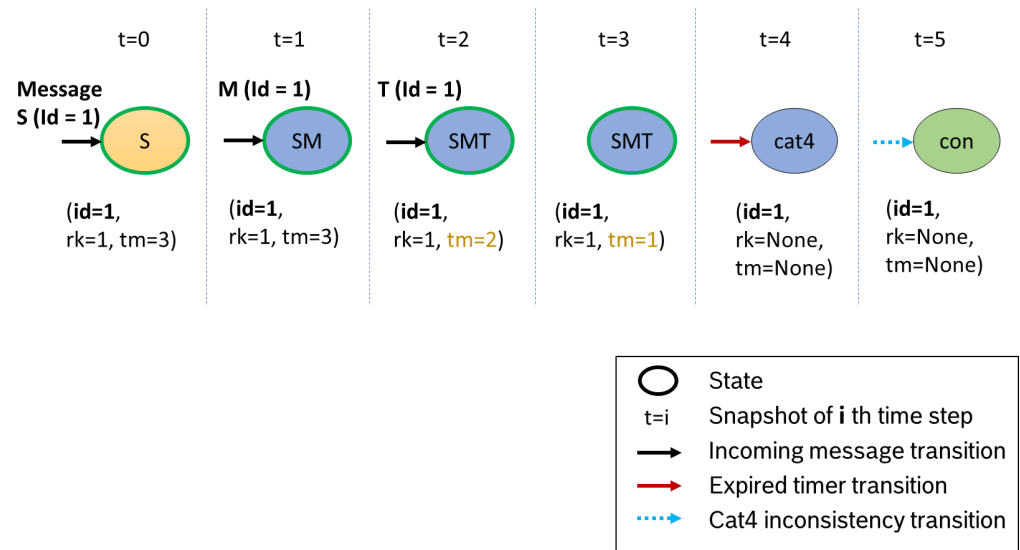 t=0
t=1
t=2
t=3
t=4
t=5
Message
S (Id = 1)
M (Id = 1)
T (Id = 1)
S
SM
SMT
SMT
cat4
con
(id=1,
rk=1, tm=3)
(id=1,
rk=1, tm=3)
(id=1,
rk=1, tm=2)
(id=1,
rk=1, tm=1)
(id=1,
rk=None,
tm=None)
(id=1,
rk=None,
tm=None)
State
t=i Snapshot of i th time step
Incoming message transition
Expired timer transition
Cat4 inconsistency transition